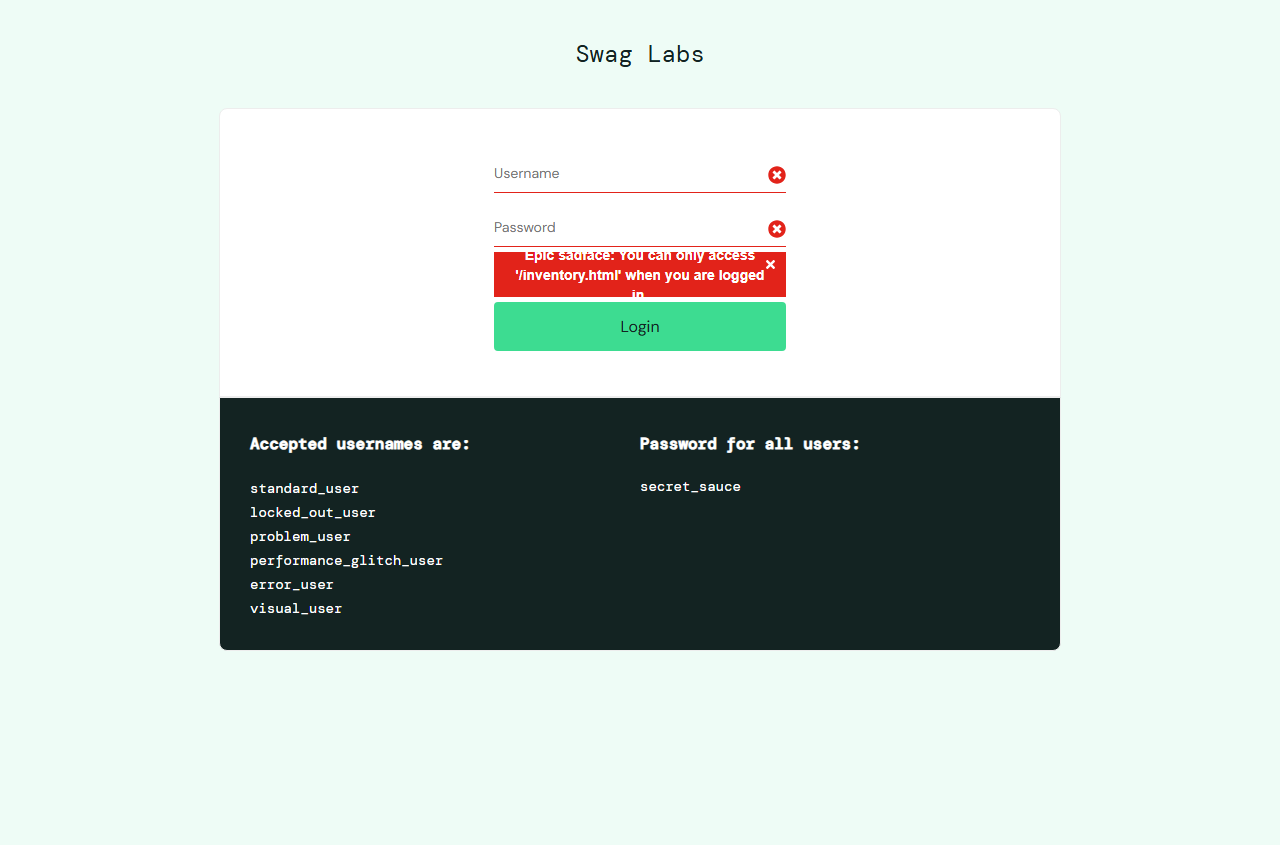 Swag Labs
Username
Password
Epic sadface: You can only access
'/inventory.html' when you are logged
in
Login
Accepted usernames are:
standard_user
locked_out_user
problem_user
performance_glitch_user
error_user
visual_user
Password for all users:
secret_sauce